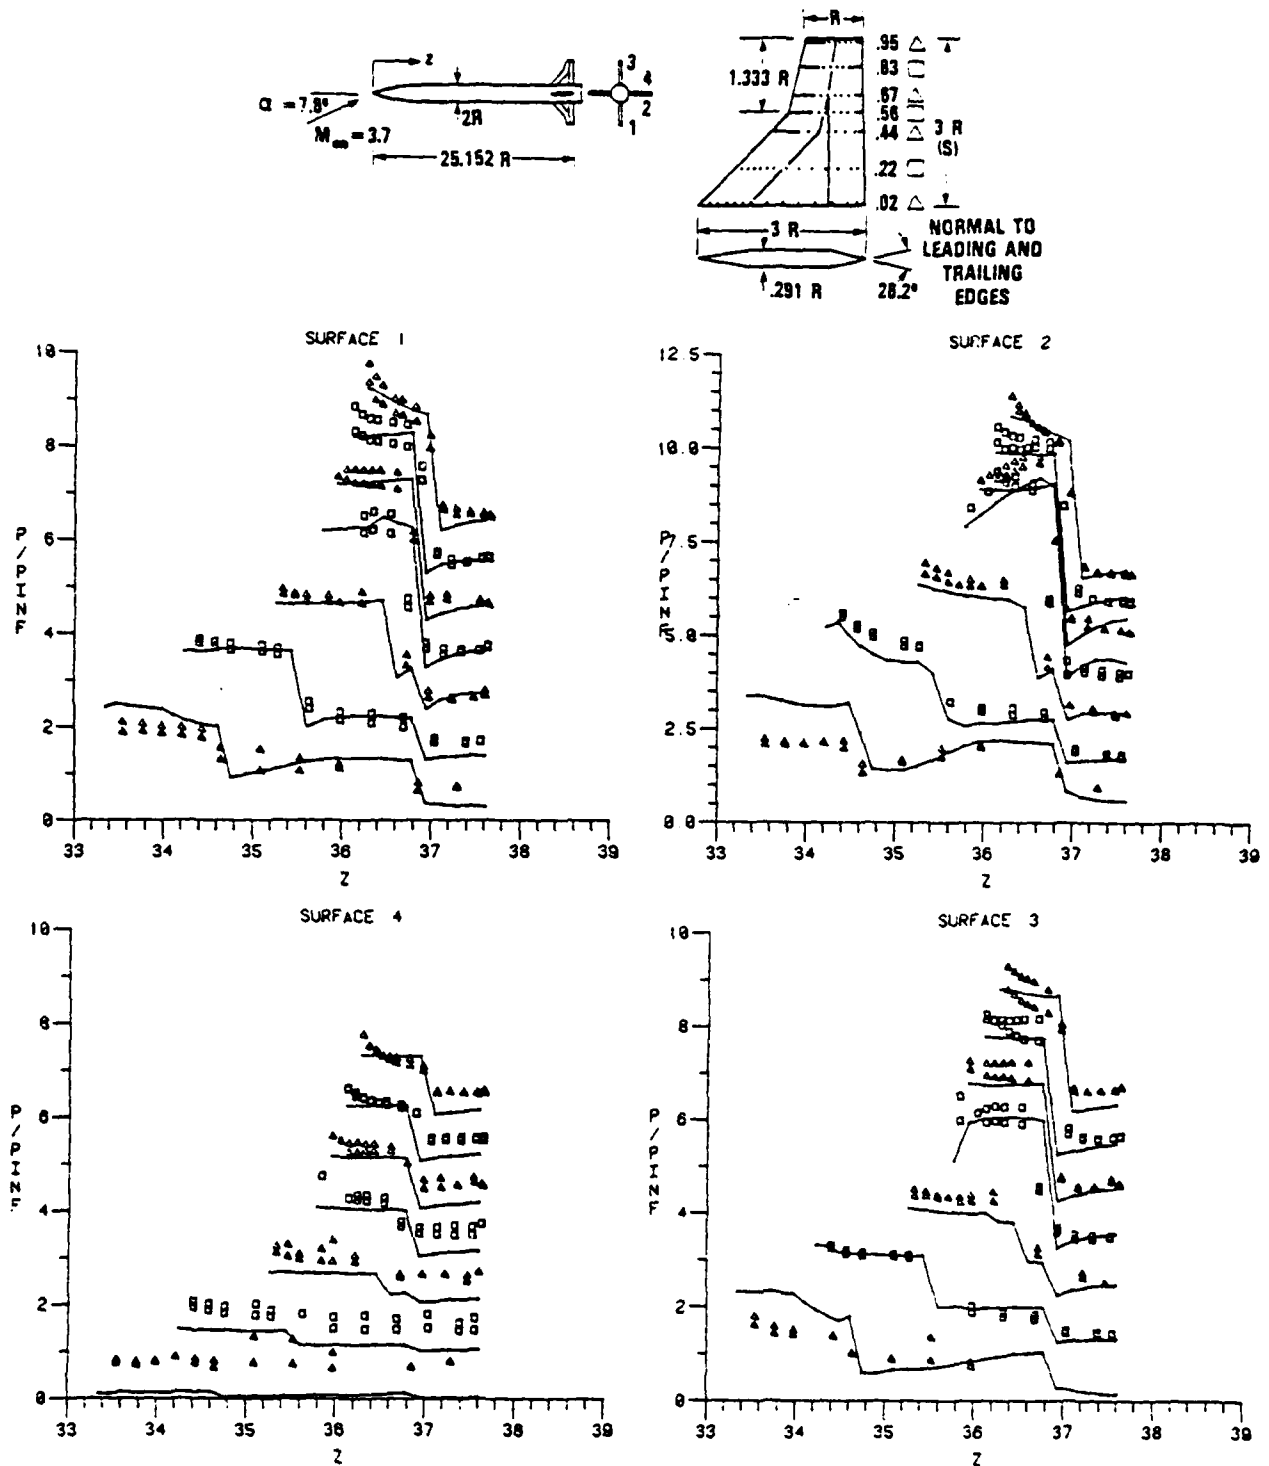 R
z
3
4
2
1
α = 7.8°
M∞ = 3.7
2R
25.152 R
1.333 R
.95 △
.83 □
.67 △
.56 □
.44 △
.22 □
.02 △
3 R
(S)
3 R
.291 R
28.2°
NORMAL TO
LEADING AND
TRAILING
EDGES
SURFACE 1
10
8
6
4
2
0
P/PINF
33 34 35 36 37 38 39
Z
SURFACE 2
12.5
10.0
7.5
5.0
2.5
0.0
P/PINF
33 34 35 36 37 38 39
Z
SURFACE 4
10
8
6
4
2
0
P/PINF
33 34 35 36 37 38 39
Z
SURFACE 3
10
8
6
4
2
0
P/PINF
33 34 35 36 37 38 39
Z